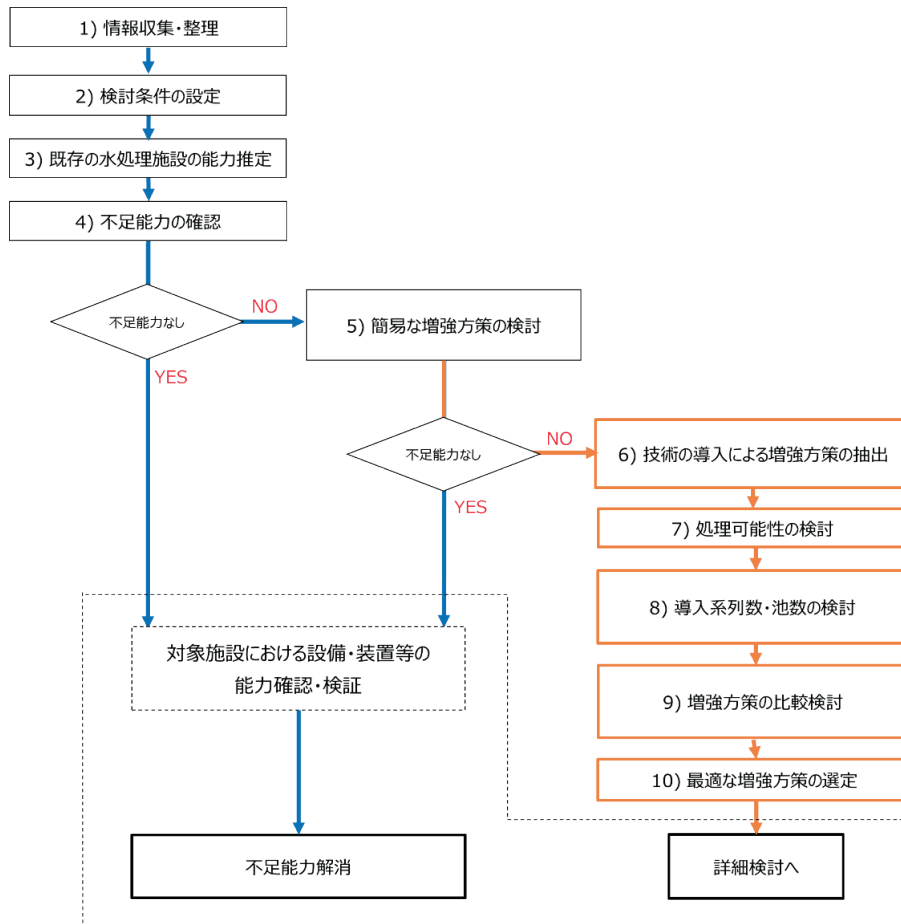 1) 情報収集・整理
2) 検討条件の設定
3) 既存の水処理施設の能力推定
4) 不足能力の確認
不足能力なし
NO
YES
5) 簡易な増強方策の検討
不足能力なし
NO
YES
6) 技術の導入による増強方策の抽出
7) 処理可能性の検討
8) 導入系列数・池数の検討
9) 増強方策の比較検討
10) 最適な増強方策の選定
対象施設における設備・装置等の
能力確認・検証
不足能力解消
詳細検討へ